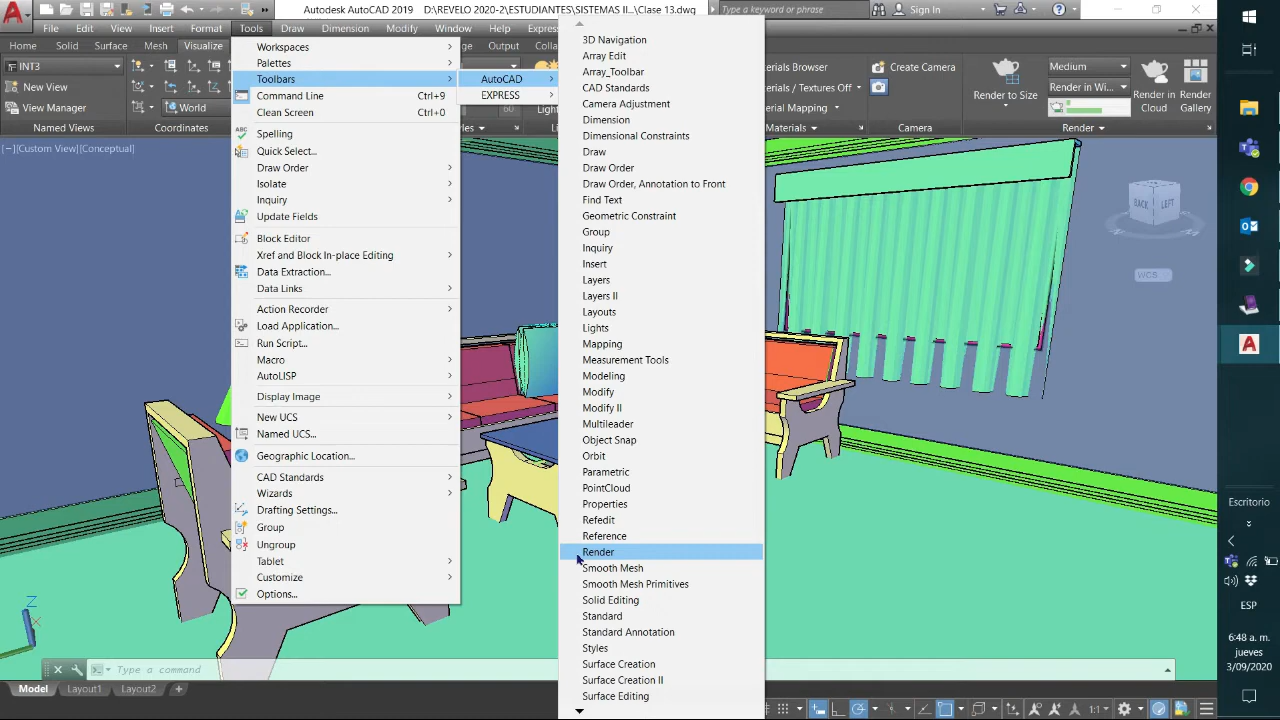 Autodesk AutoCAD 2019 D:\REVELO 2020-2\ESTUDIANTES\SISTEMAS II...\Clase 13.dwg
Type a keyword or phrase
Sign In
File Edit View Insert Format Tools Draw Dimension Modify Window Help Express
Home Solid Surface Mesh Visualize
Output
INT3
New View
View Manager
Named Views
World
Coordinates
Workspaces
Palettes
Toolbars
Command Line Ctrl+9
Clean Screen Ctrl+0
Spelling
Quick Select...
Draw Order
Isolate
Inquiry
Update Fields
Block Editor
Xref and Block In-place Editing
Data Extraction...
Data Links
Action Recorder
Load Application...
Run Script...
Macro
AutoLISP
Display Image
New UCS
Named UCS...
Geographic Location...
CAD Standards
Wizards
Drafting Settings...
Group
Ungroup
Tablet
Customize
Options...
AutoCAD
EXPRESS
3D Navigation
Array Edit
Array_Toolbar
CAD Standards
Camera Adjustment
Dimension
Dimensional Constraints
Draw
Draw Order
Draw Order, Annotation to Front
Find Text
Geometric Constraint
Group
Inquiry
Insert
Layers
Layers II
Layouts
Lights
Mapping
Measurement Tools
Modeling
Modify
Modify II
Multileader
Object Snap
Orbit
Parametric
PointCloud
Properties
Refedit
Reference
Render
Smooth Mesh
Smooth Mesh Primitives
Solid Editing
Standard
Standard Annotation
Styles
Surface Creation
Surface Creation II
Surface Editing
Materials Browser
Materials / Textures Off
Material Mapping
Materials
Create Camera
Camera
Render to Size
Medium
Render in Wi...
Render
Render in Cloud
Render Gallery
[−][Custom View][Conceptual]
BACK LEFT
WCS
Z
X
Type a command
Model Layout1 Layout2 +
1:1
Escritorio
ESP
6:48 a. m.
jueves
3/09/2020